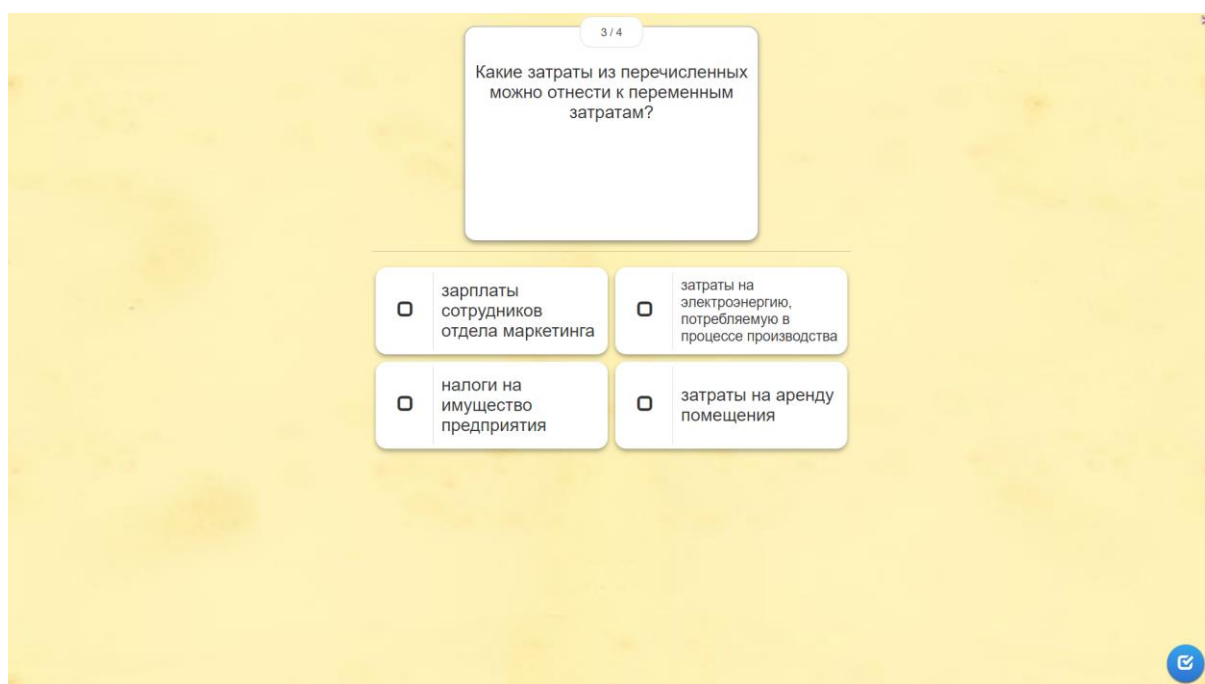 3 / 4
Какие затраты из перечисленных
можно отнести к переменным
затратам?
зарплаты
сотрудников
отдела маркетинга
затраты на
электроэнергию,
потребляемую в
процессе производства
налоги на
имущество
предприятия
затраты на аренду
помещения